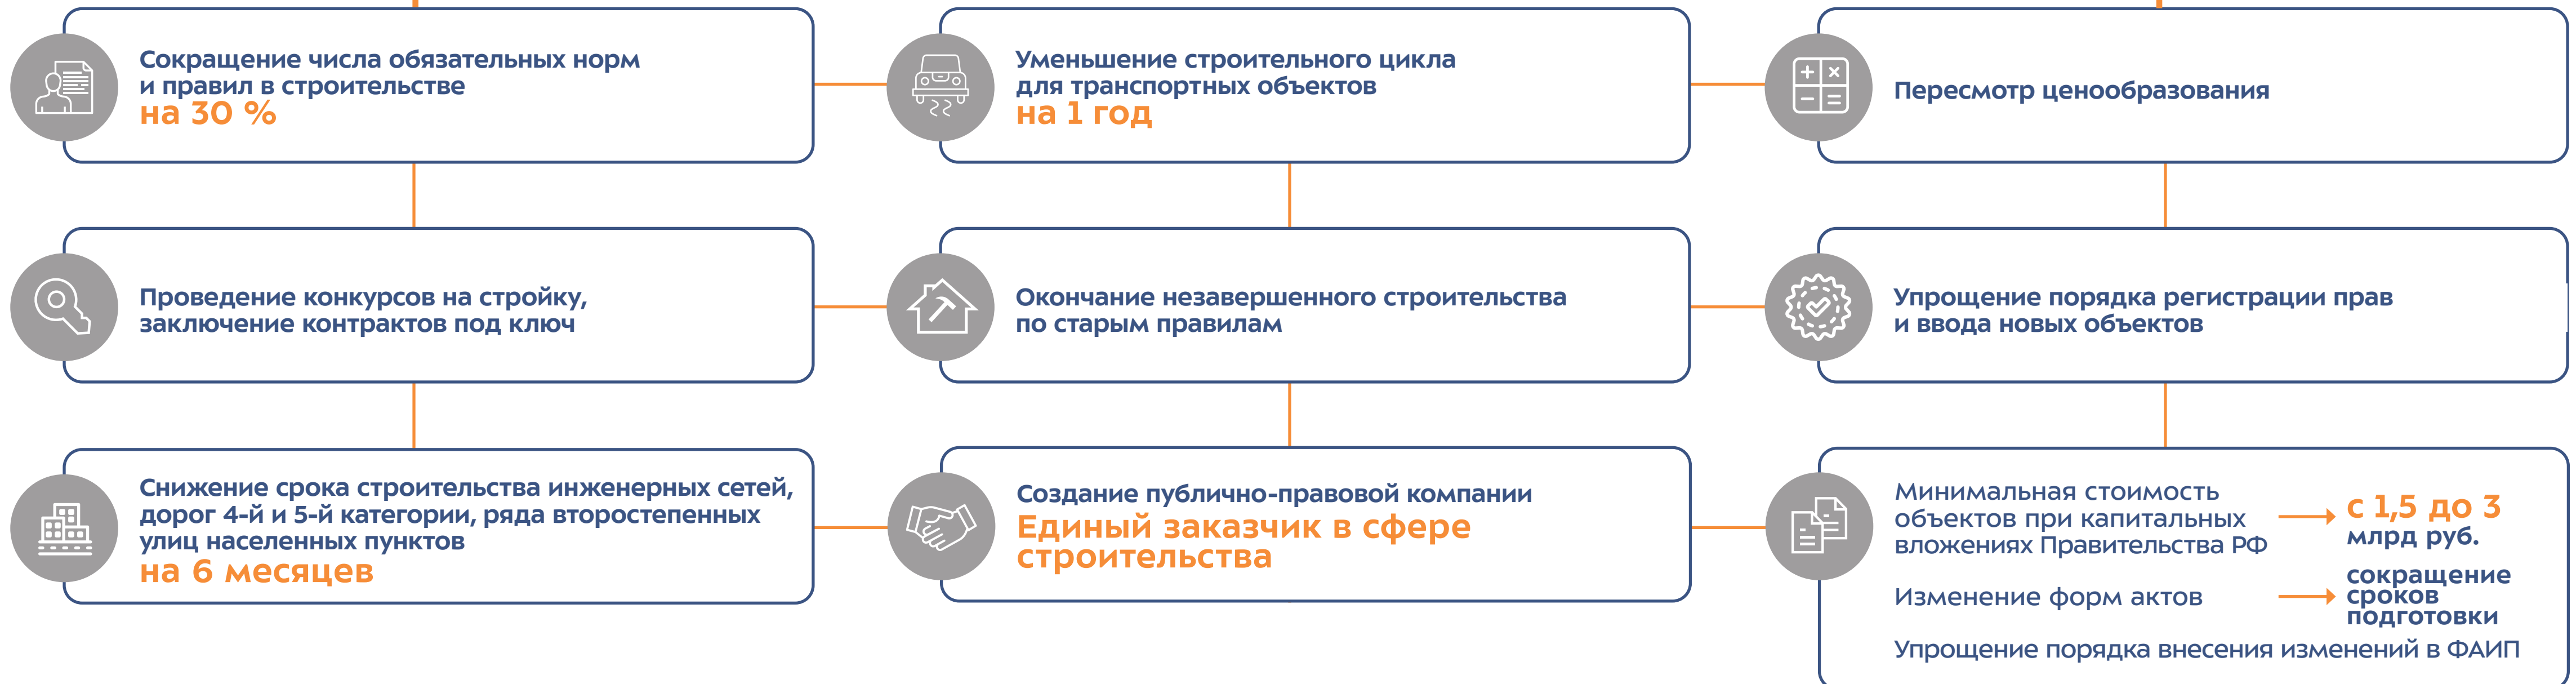 Сокращение числа обязательных норм
и правил в строительстве
на 30 %
Уменьшение строительного цикла
для транспортных объектов
на 1 год
Пересмотр ценообразования
Проведение конкурсов на стройку,
заключение контрактов под ключ
Окончание незавершенного строительства
по старым правилам
Упрощение порядка регистрации прав
и ввода новых объектов
Снижение срока строительства инженерных сетей,
дорог 4-й и 5-й категории, ряда второстепенных
улиц населенных пунктов
на 6 месяцев
Создание публично-правовой компании
Единый заказчик в сфере
строительства
Минимальная стоимость
объектов при капитальных
вложениях Правительства РФ
с 1,5 до 3
млрд руб.
Изменение форм актов
сокращение
сроков
подготовки
Упрощение порядка внесения изменений в ФАИП